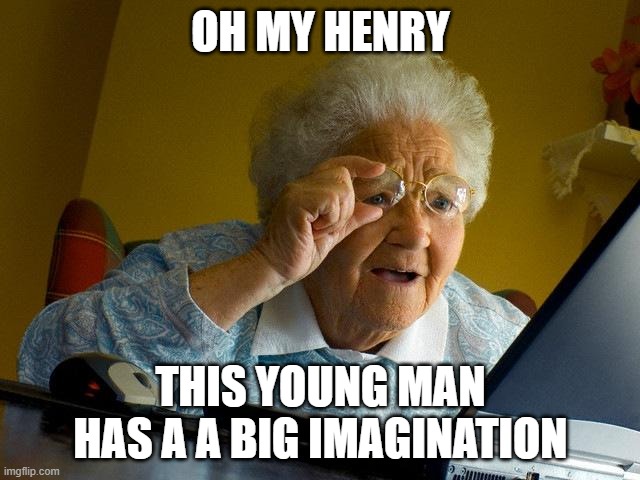 OH MY HENRY
THIS YOUNG MAN
HAS A A BIG IMAGINATION
imgflip.com